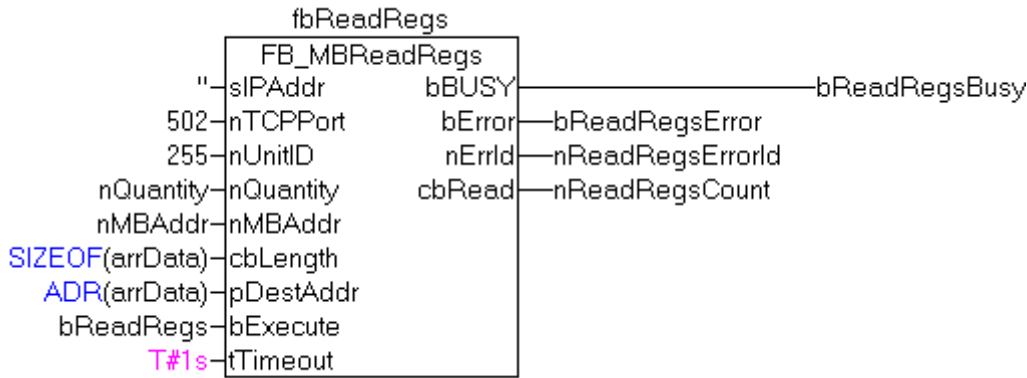 fbReadRegs
FB_MBReadRegs
'' sIPAddr bBUSY bReadRegsBusy
502 nTCPPort bError bReadRegsError
255 nUnitID nErrId nReadRegsErrorId
nQuantity nQuantity cbRead nReadRegsCount
nMBAddr nMBAddr
SIZEOF(arrData) cbLength
ADR(arrData) pDestAddr
bReadRegs bExecute
T#1s tTimeout